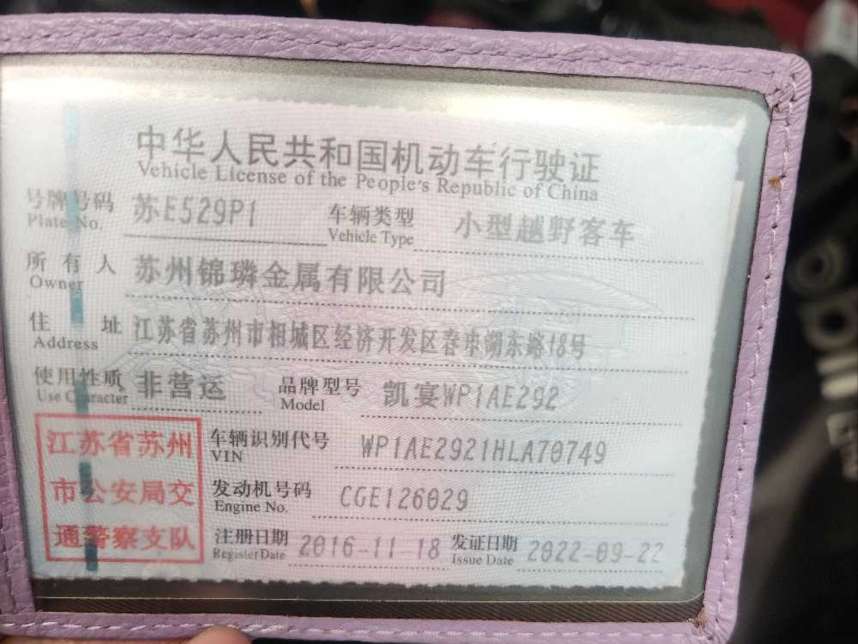 中华人民共和国机动车行驶证
Vehicle License of the People's Republic of China
号牌号码 苏E529P1 车辆类型 小型越野客车
Plate No. Vehicle Type
所有人 苏州锦璘金属有限公司
Owner
住址 江苏省苏州市相城区经济开发区春申湖东路18号
Address
使用性质 非营运 品牌型号 凯宴WP1AE292
Use Character Model
江苏省苏州 车辆识别代号 WP1AE2921HLA70749
VIN
市公安局交 发动机号码 CGE126029
Engine No.
通警察支队 注册日期 2016-11-18 发证日期 2022-09-22
Register Date Issue Date